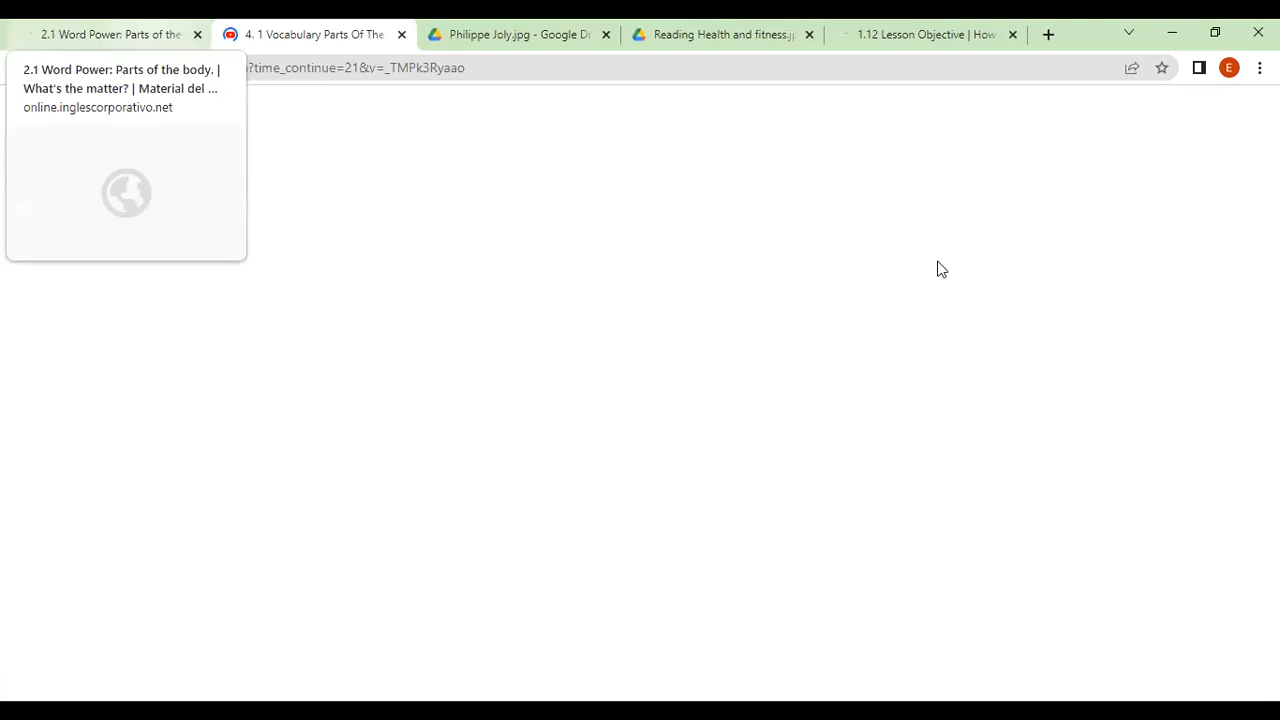 2.1 Word Power: Parts of the
4. 1 Vocabulary Parts Of The
Philippe Joly.jpg - Google Dr
Reading Health and fitness.jp
1.12 Lesson Objective | How
?time_continue=21&v=_TMPk3Ryaao
E
2.1 Word Power: Parts of the body. |
What's the matter? | Material del ...
online.inglescorporativo.net